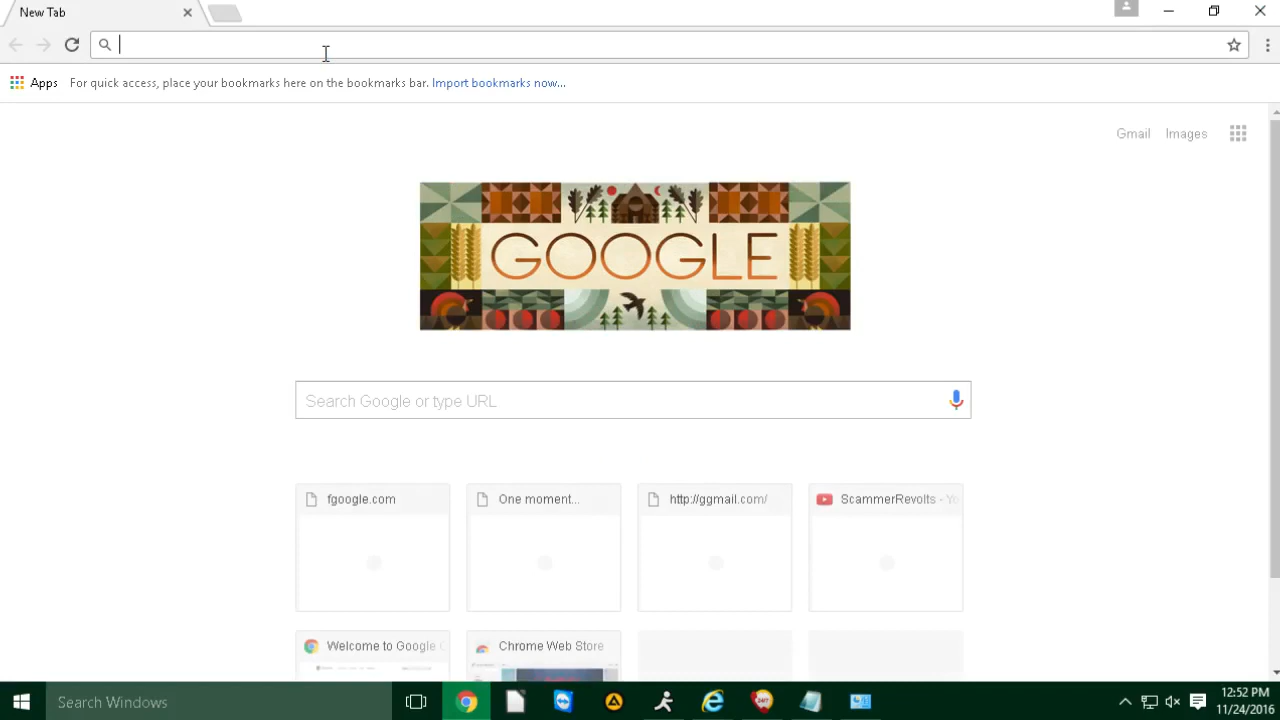 New Tab
Apps For quick access, place your bookmarks here on the bookmarks bar. Import bookmarks now...
Gmail Images
GOOGLE
Search Google or type URL
fgoogle.com One moment... http://ggmail.com/ ScammerRevolts - Yo
Welcome to Google C Chrome Web Store
Search Windows
12:52 PM
11/24/2016